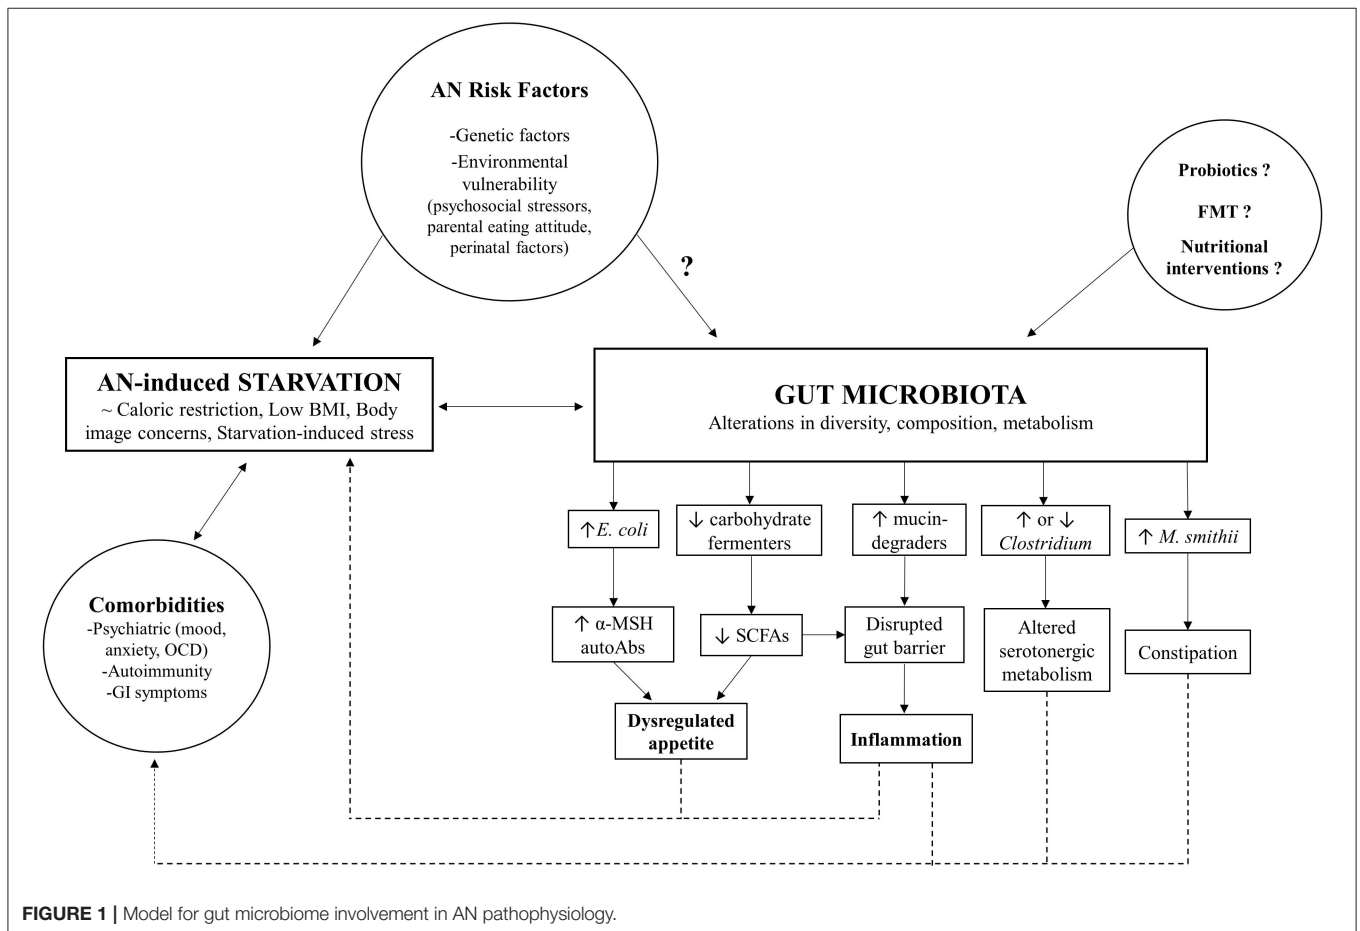 AN Risk Factors
-Genetic factors
-Environmental
vulnerability
(psychosocial stressors,
parental eating attitude,
perinatal factors)
Probiotics ?
FMT ?
Nutritional
interventions ?
?
AN-induced STARVATION
~ Caloric restriction, Low BMI, Body
image concerns, Starvation-induced stress
GUT MICROBIOTA
Alterations in diversity, composition, metabolism
↑ E. coli
↓ carbohydrate
fermenters
↑ mucin-
degraders
↑ or ↓
Clostridium
↑ M. smithii
Comorbidities
-Psychiatric (mood,
anxiety, OCD)
-Autoimmunity
-GI symptoms
↑ α-MSH
autoAbs
↓ SCFAs
Disrupted
gut barrier
Altered
serotonergic
metabolism
Constipation
Dysregulated
appetite
Inflammation
FIGURE 1 | Model for gut microbiome involvement in AN pathophysiology.